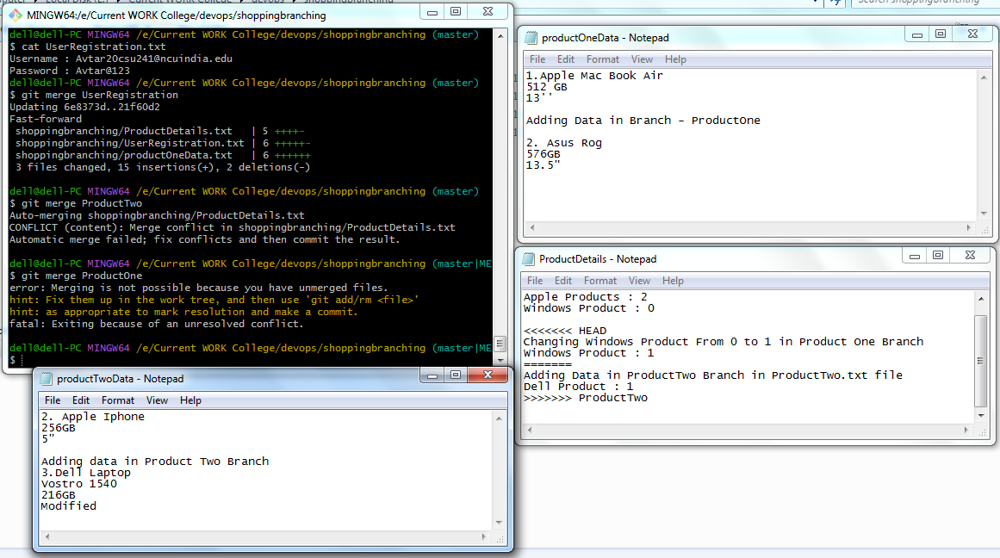 MINGW64:/e/Current WORK College/devops/shoppingbranching
dell@dell-PC MINGW64 /e/Current WORK College/devops/shoppingbranching (master)
$ cat UserRegistration.txt
Username : Avtar20csu241@ncuindia.edu
Password : Avtar@123
dell@dell-PC MINGW64 /e/Current WORK College/devops/shoppingbranching (master)
$ git merge UserRegistration
Updating 6e8373d..21f60d2
Fast-forward
shoppingbranching/ProductDetails.txt | 5 ++++-
shoppingbranching/UserRegistration.txt | 6 +++++-
shoppingbranching/productOneData.txt | 6 ++++++
3 files changed, 15 insertions(+), 2 deletions(-)
dell@dell-PC MINGW64 /e/Current WORK College/devops/shoppingbranching (master)
$ git merge ProductTwo
Auto-merging shoppingbranching/ProductDetails.txt
CONFLICT (content): Merge conflict in shoppingbranching/ProductDetails.txt
Automatic merge failed; fix conflicts and then commit the result.
dell@dell-PC MINGW64 /e/Current WORK College/devops/shoppingbranching (master|ME
$ git merge ProductOne
error: Merging is not possible because you have unmerged files.
hint: Fix them up in the work tree, and then use 'git add/rm <file>'
hint: as appropriate to mark resolution and make a commit.
fatal: Exiting because of an unresolved conflict.
dell@dell-PC MINGW64 /e/Current WORK College/devops/shoppingbranching (master|ME
$
productOneData - Notepad
File Edit Format View Help
1.Apple Mac Book Air
512 GB
13''
Adding Data in Branch - ProductOne
2. Asus Rog
576GB
13.5"
ProductDetails - Notepad
File Edit Format View Help
Apple Products : 2
Windows Product : 0
<<<<<<< HEAD
Changing Windows Product From 0 to 1 in Product One Branch
Windows Product : 1
=======
Adding Data in ProductTwo Branch in ProductTwo.txt file
Dell Product : 1
>>>>>>> ProductTwo
productTwoData - Notepad
File Edit Format View Help
2. Apple Iphone
256GB
5"
Adding data in Product Two Branch
3.Dell Laptop
Vostro 1540
216GB
Modified